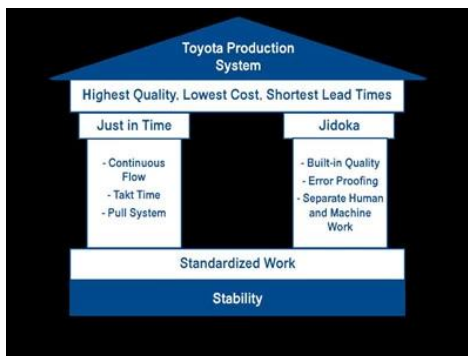 Toyota Production
System
Highest Quality, Lowest Cost, Shortest Lead Times
Just in Time
- Continuous
Flow
- Takt Time
- Pull System
Jidoka
- Built-in Quality
- Error Proofing
- Separate Human
and Machine
Work
Standardized Work
Stability